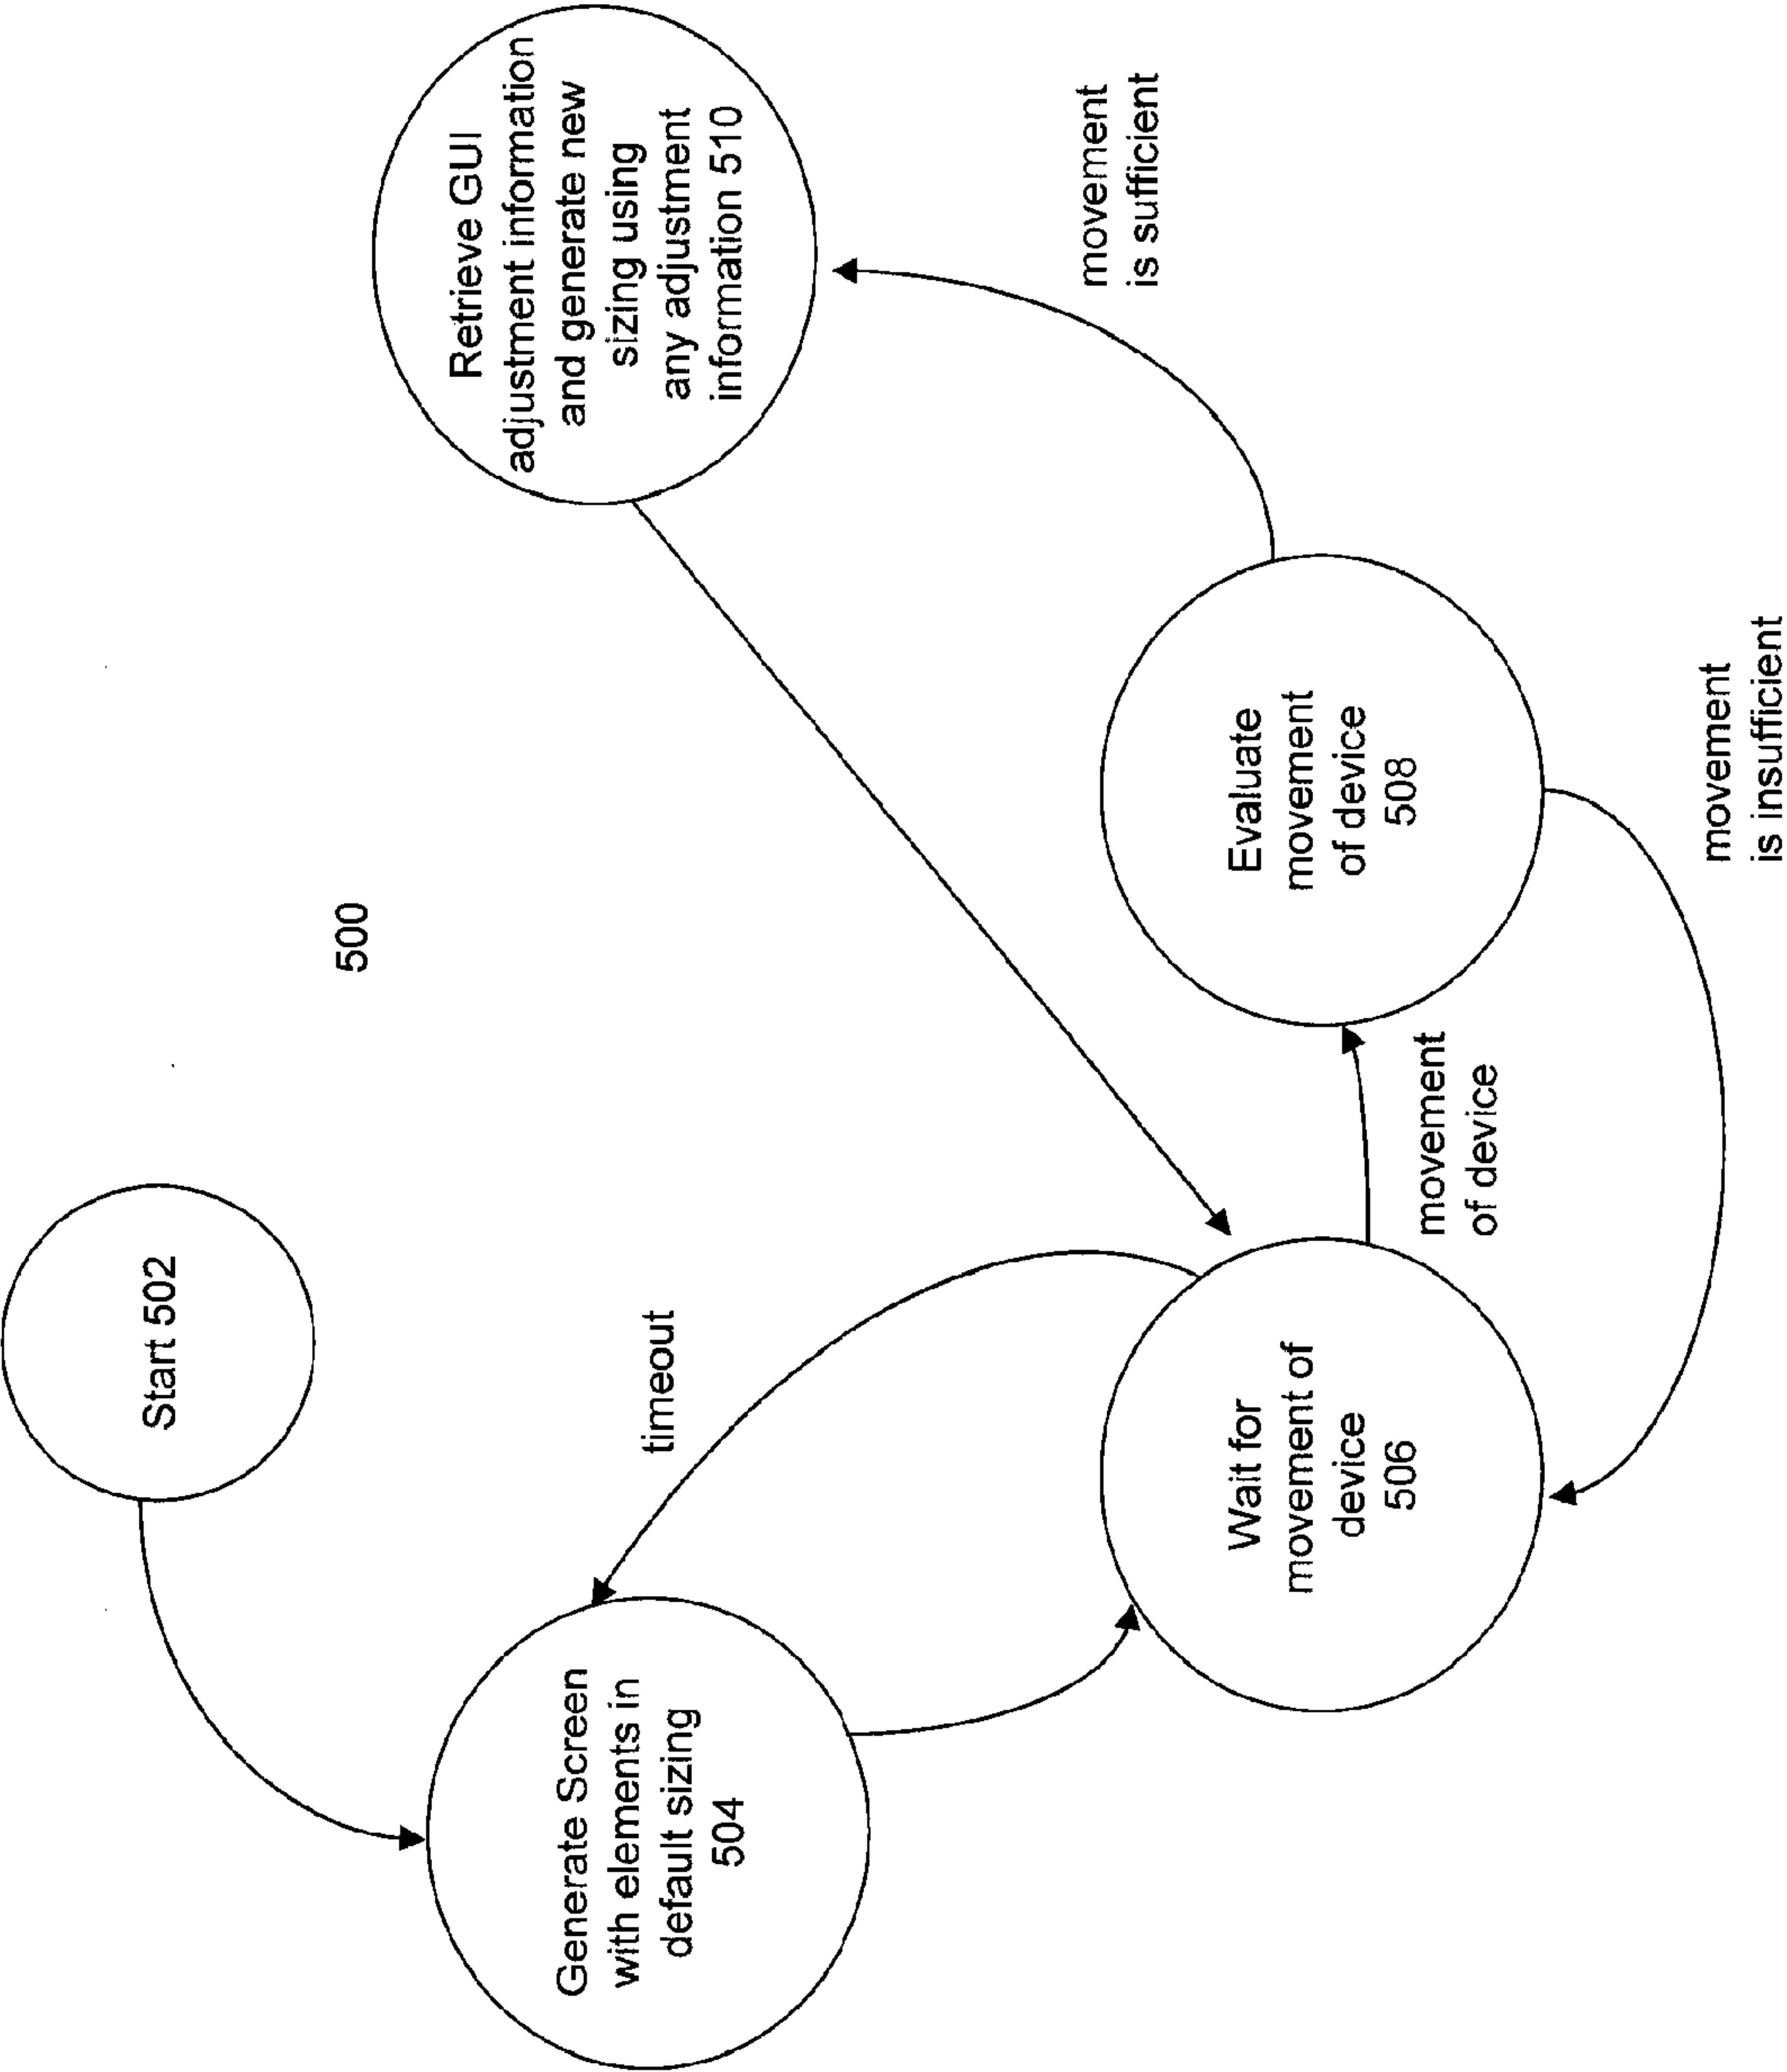 500
Start 502
Generate Screen
with elements in
default sizing
504
timeout
Wait for
movement of
device
506
movement
of device
Evaluate
movement
of device
508
movement
is insufficient
movement
is sufficient
Retrieve GUI
adjustment information
and generate new
sizing using
any adjustment
information 510